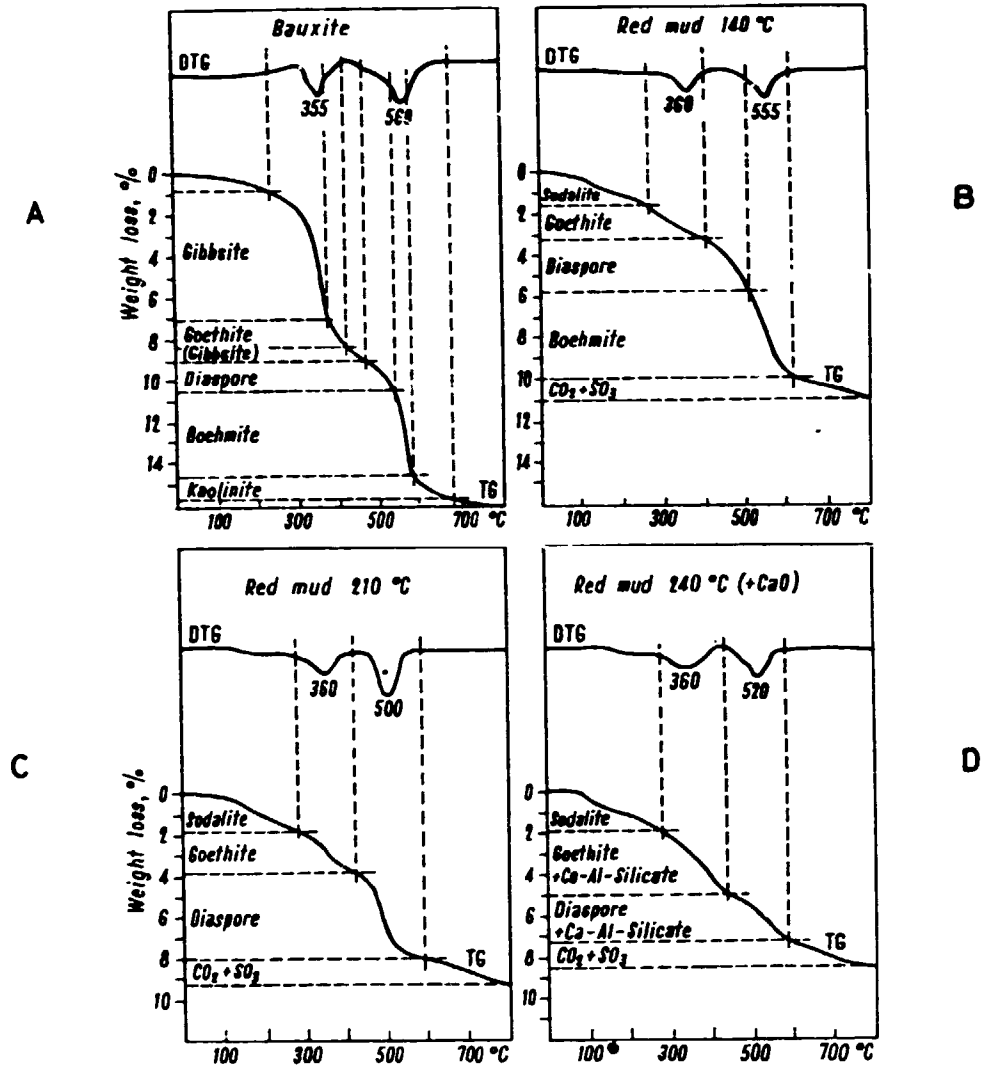 A
Bauxite
DTG
355
560
Weight loss, %
0
2
4
6
8
10
12
14
Gibbsite
Goethite
(Gibbsite)
Diaspore
Boehmite
Kaolinite
TG
300
500
700 °C
B
Red mud 140 °C
DTG
360
555
0
2
4
6
8
10
12
14
Sodalite
Goethite
Diaspore
Boehmite
CO2 + SO3
TG
100
300
500
700 °C
C
Red mud 210 °C
DTG
360
500
Weight loss, %
0
2
4
6
8
10
Sodalite
Goethite
Diaspore
CO2 + SO3
TG
100
300
500
700 °C
D
Red mud 240 °C (+CaO)
DTG
360
520
0
2
4
6
8
10
Sodalite
Goethite
+Ca-Al-Silicate
Diaspore
+Ca-Al-Silicate
CO2 + SO3
TG
100
300
500
700 °C